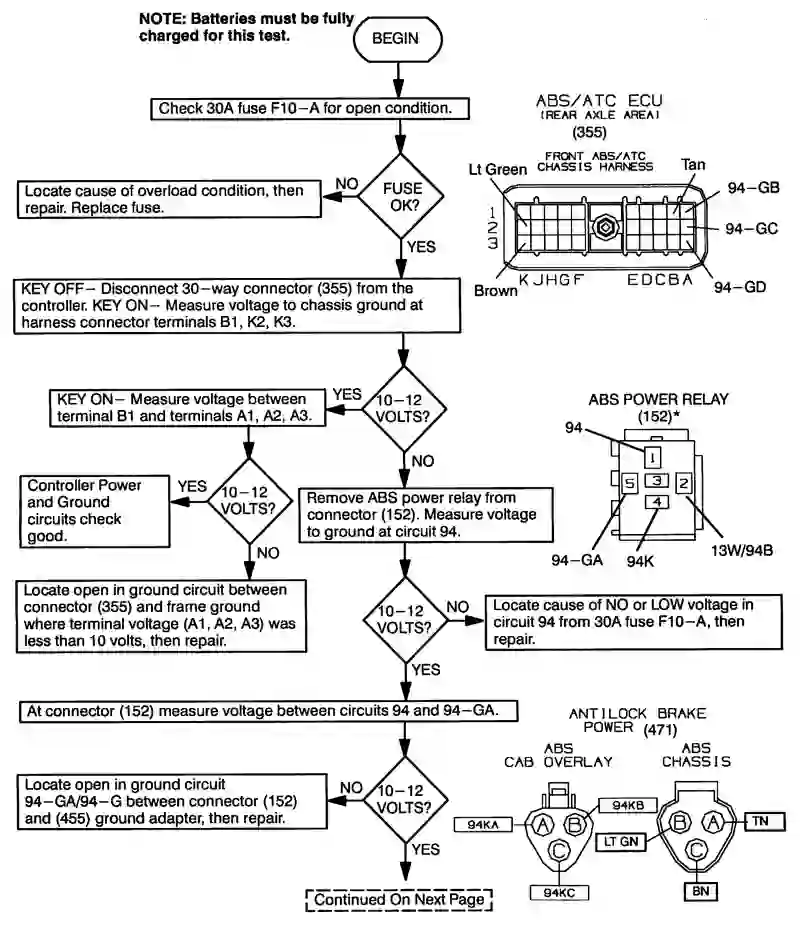 NOTE: Batteries must be fully
charged for this test.
BEGIN
Check 30A fuse F10-A for open condition.
FUSE
OK?
NO
Locate cause of overload condition, then
repair. Replace fuse.
YES
KEY OFF- Disconnect 30-way connector (355) from the
controller. KEY ON- Measure voltage to chassis ground at
harness connector terminals B1, K2, K3.
10-12
VOLTS?
YES
KEY ON- Measure voltage between
terminal B1 and terminals A1, A2, A3.
10-12
VOLTS?
YES
Controller Power
and Ground
circuits check
good.
NO
Locate open in ground circuit between
connector (355) and frame ground
where terminal voltage (A1, A2, A3) was
less than 10 volts, then repair.
NO
Remove ABS power relay from
connector (152). Measure voltage
to ground at circuit 94.
10-12
VOLTS?
NO
Locate cause of NO or LOW voltage in
circuit 94 from 30A fuse F10-A, then
repair.
YES
At connector (152) measure voltage between circuits 94 and 94-GA.
10-12
VOLTS?
NO
Locate open in ground circuit
94-GA/94-G between connector (152)
and (455) ground adapter, then repair.
YES
Continued On Next Page
ABS/ATC ECU
(REAR AXLE AREA)
(355)
FRONT ABS/ATC
CHASSIS HARNESS
Lt Green
Tan
94-GB
94-GC
94-GD
1
2
3
Brown
K J H G F
E D C B A
ABS POWER RELAY
(152)*
94
1
5
3
2
4
94-GA
94K
13W/94B
ANTILOCK BRAKE
POWER (471)
ABS
CAB OVERLAY
94KA
A
B
94KB
C
94KC
ABS
CHASSIS
LT GN
B
A
TN
C
BN